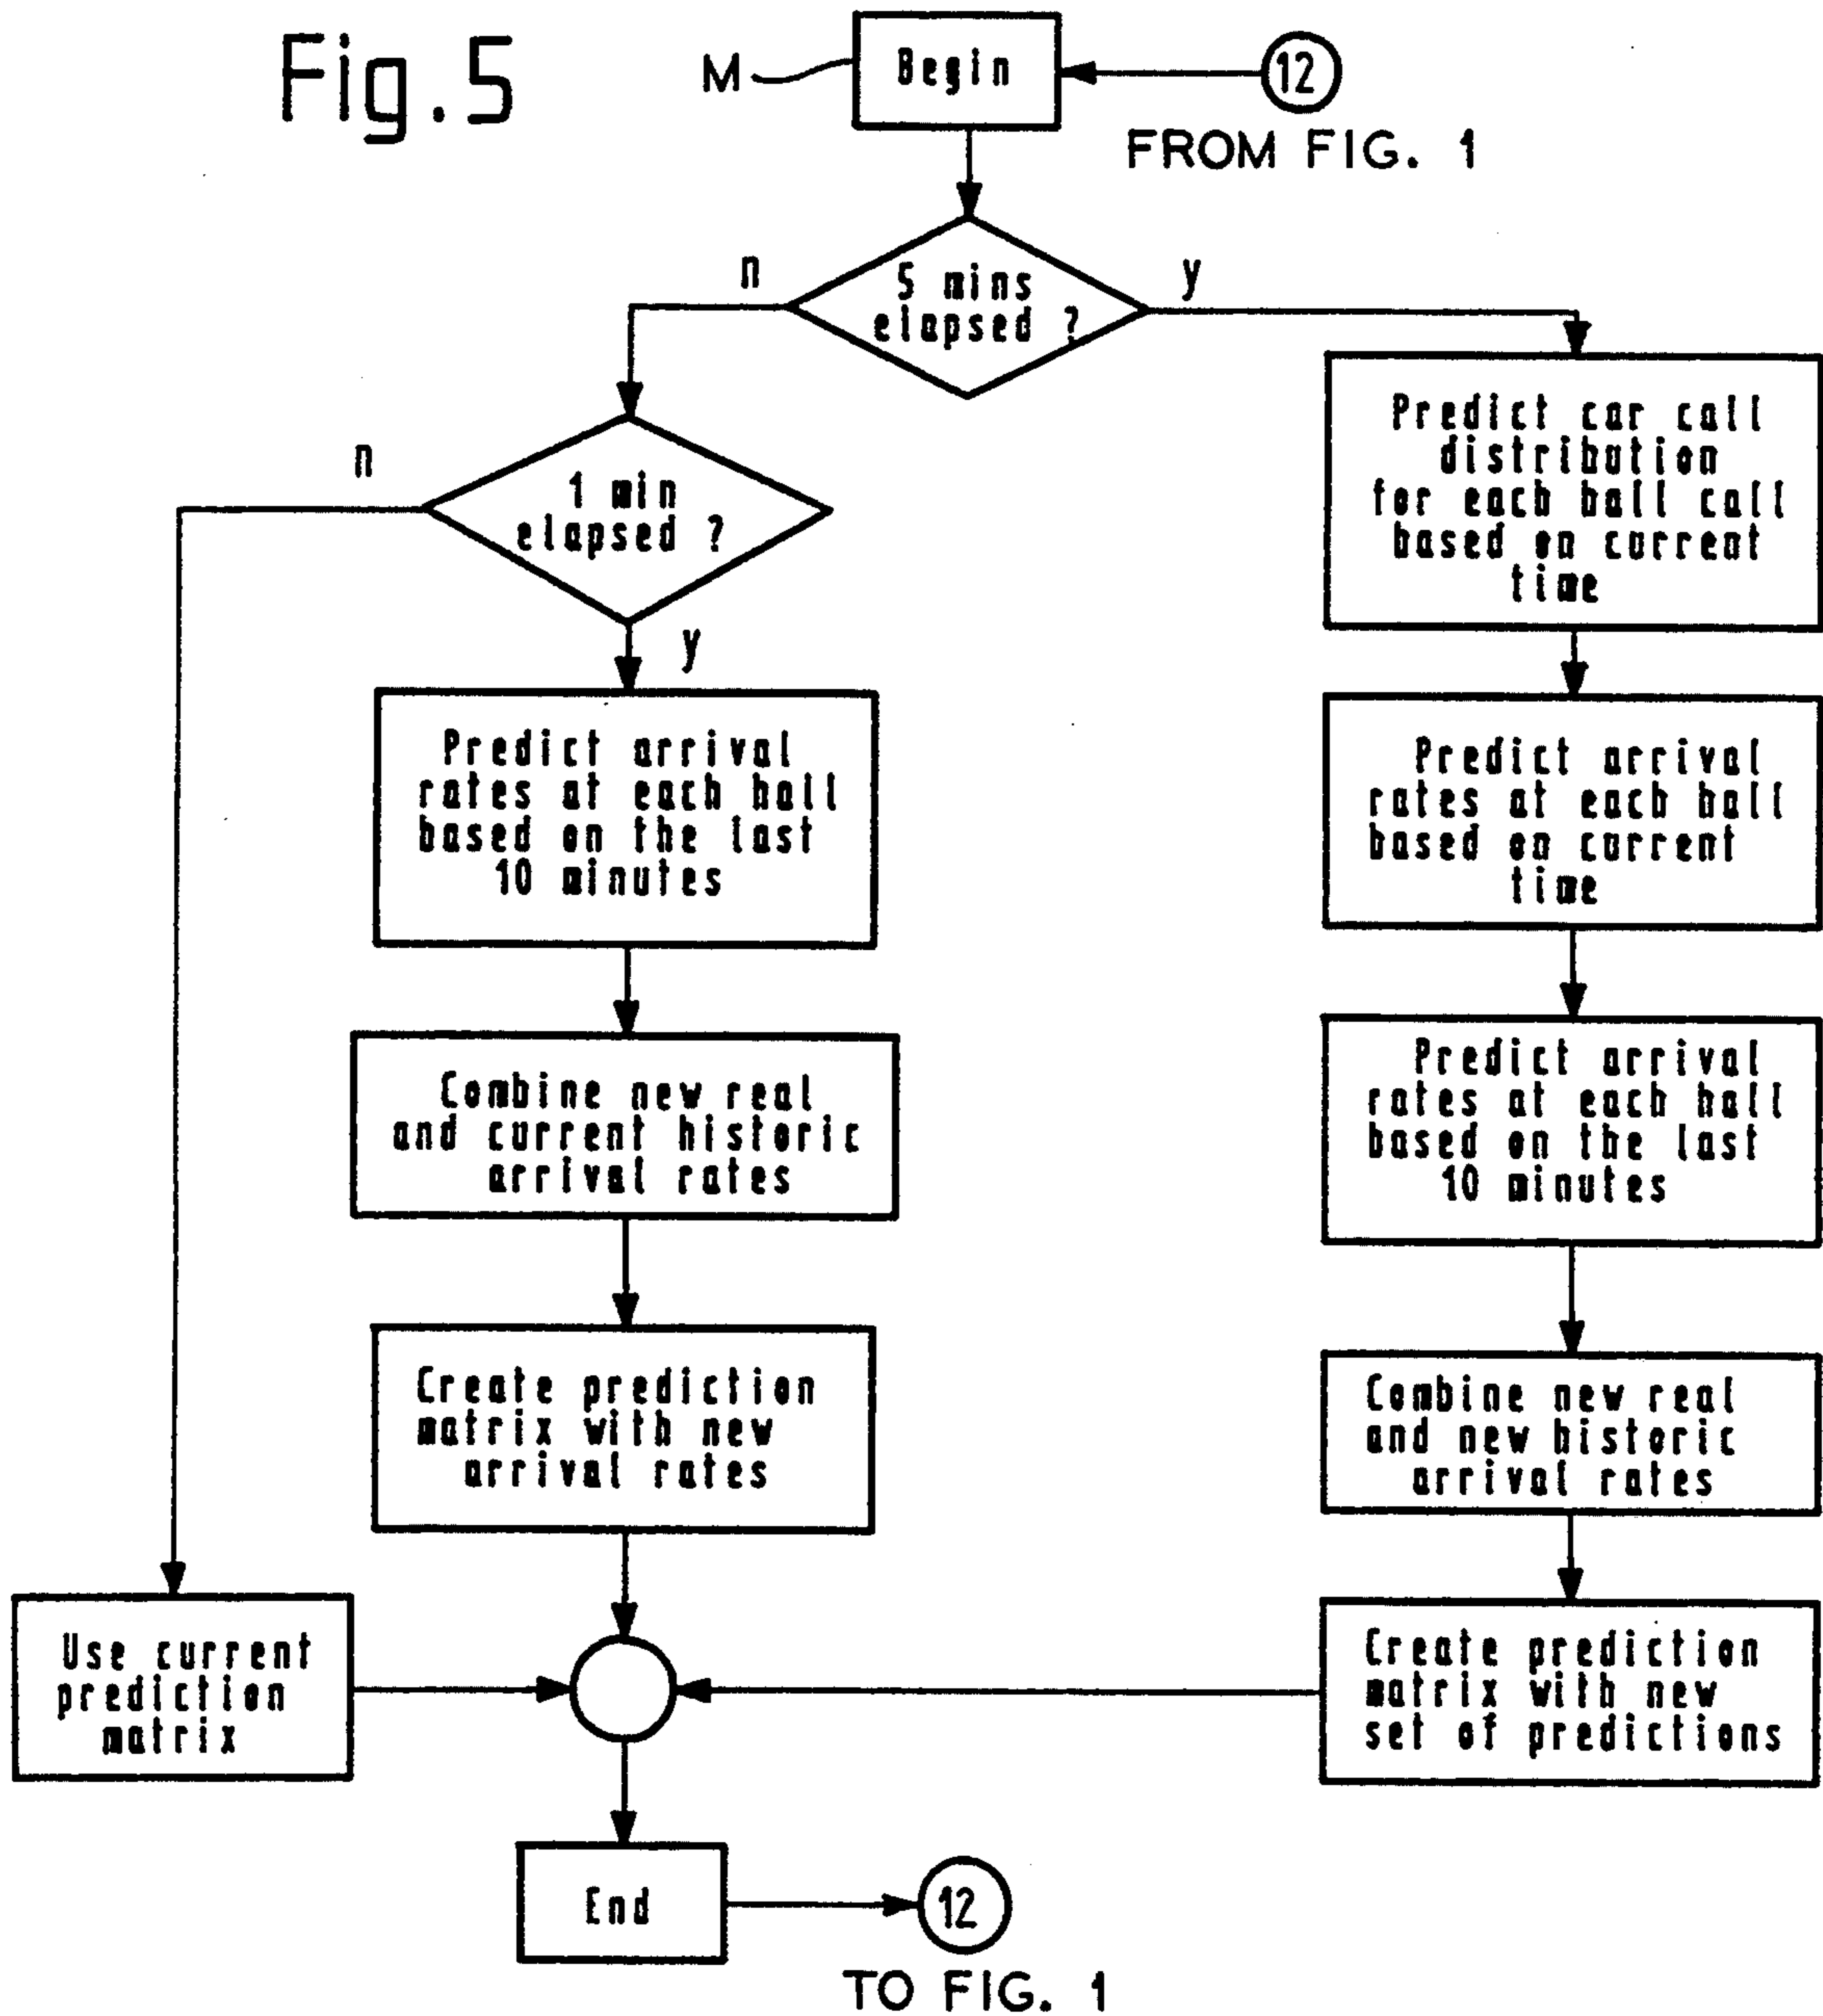 Fig. 5
M
Begin
12
FROM FIG. 1
5 mins
elapsed ?
n
y
1 min
elapsed ?
n
y
Predict car call
distribution
for each hall call
based on current
time
Predict arrival
rates at each hall
based on the last
10 minutes
Predict arrival
rates at each hall
based on current
time
Combine new real
and current historic
arrival rates
Predict arrival
rates at each hall
based on the last
10 minutes
Create prediction
matrix with new
arrival rates
Combine new real
and new historic
arrival rates
Use current
prediction
matrix
Create prediction
matrix with new
set of predictions
End
12
TO FIG. 1